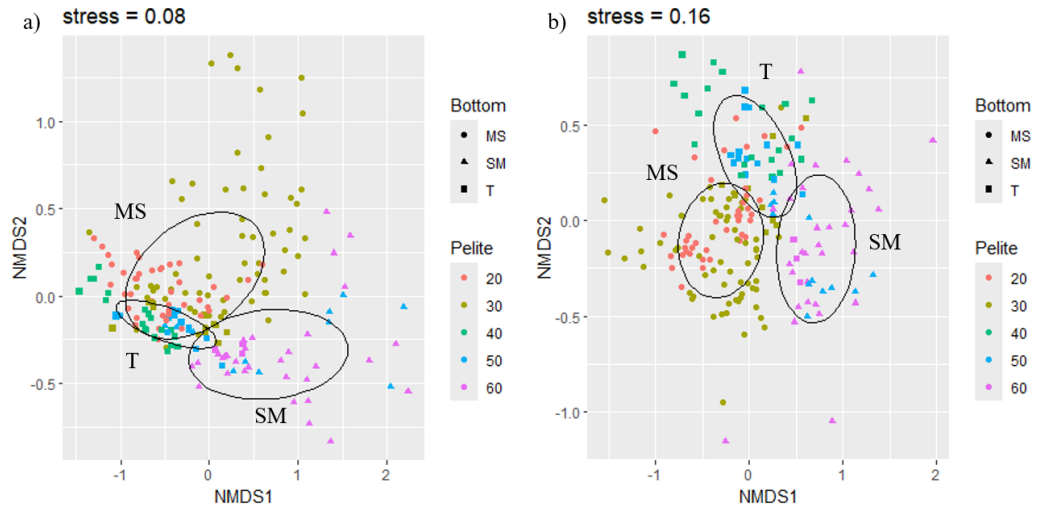 a) stress = 0.08
1.0
0.5
0.0
-0.5
-1
0
1
2
NMDS1
NMDS2
MS
T
SM
Bottom
MS
SM
T
Pelite
20
30
40
50
60
b) stress = 0.16
0.5
0.0
-0.5
-1.0
-1
0
1
2
NMDS1
NMDS2
T
MS
SM
Bottom
MS
SM
T
Pelite
20
30
40
50
60